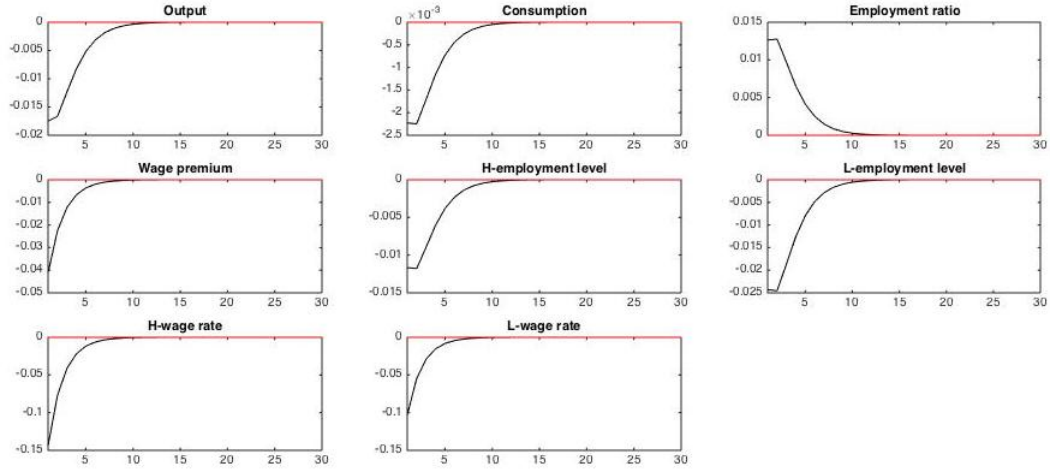 Output
0
-0.005
-0.01
-0.015
-0.02
5 10 15 20 25 30
Consumption
×10⁻³
0
-0.5
-1
-1.5
-2
-2.5
5 10 15 20 25 30
Employment ratio
0.015
0.01
0.005
0
5 10 15 20 25 30
Wage premium
0
-0.01
-0.02
-0.03
-0.04
-0.05
5 10 15 20 25 30
H-employment level
0
-0.005
-0.01
-0.015
5 10 15 20 25 30
L-employment level
0
-0.005
-0.01
-0.015
-0.02
-0.025
5 10 15 20 25 30
H-wage rate
0
-0.05
-0.1
-0.15
5 10 15 20 25 30
L-wage rate
0
-0.05
-0.1
-0.15
5 10 15 20 25 30